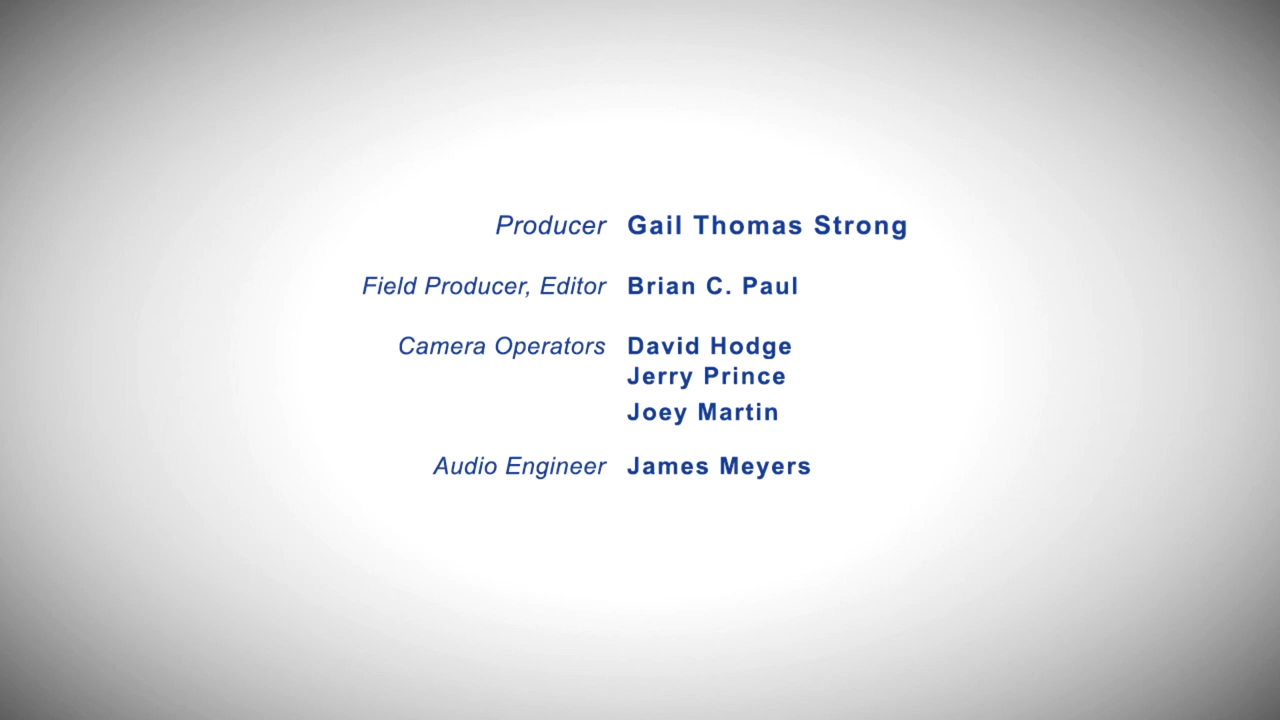 Producer Gail Thomas Strong
Field Producer, Editor Brian C. Paul
Camera Operators David Hodge
Jerry Prince
Joey Martin
Audio Engineer James Meyers